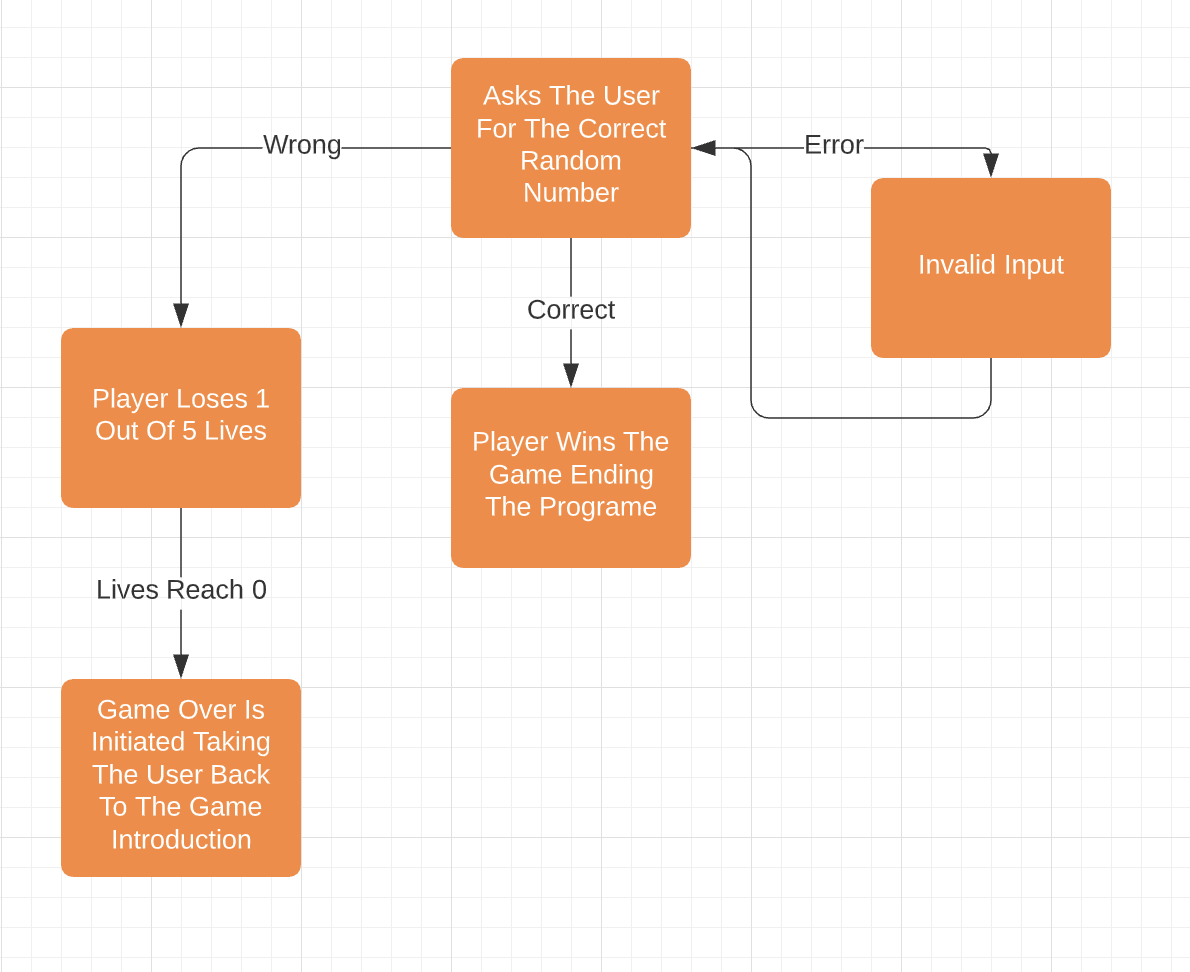 Asks The User
For The Correct
Random
Number
Wrong
Error
Invalid Input
Correct
Player Loses 1
Out Of 5 Lives
Player Wins The
Game Ending
The Programe
Lives Reach 0
Game Over Is
Initiated Taking
The User Back
To The Game
Introduction